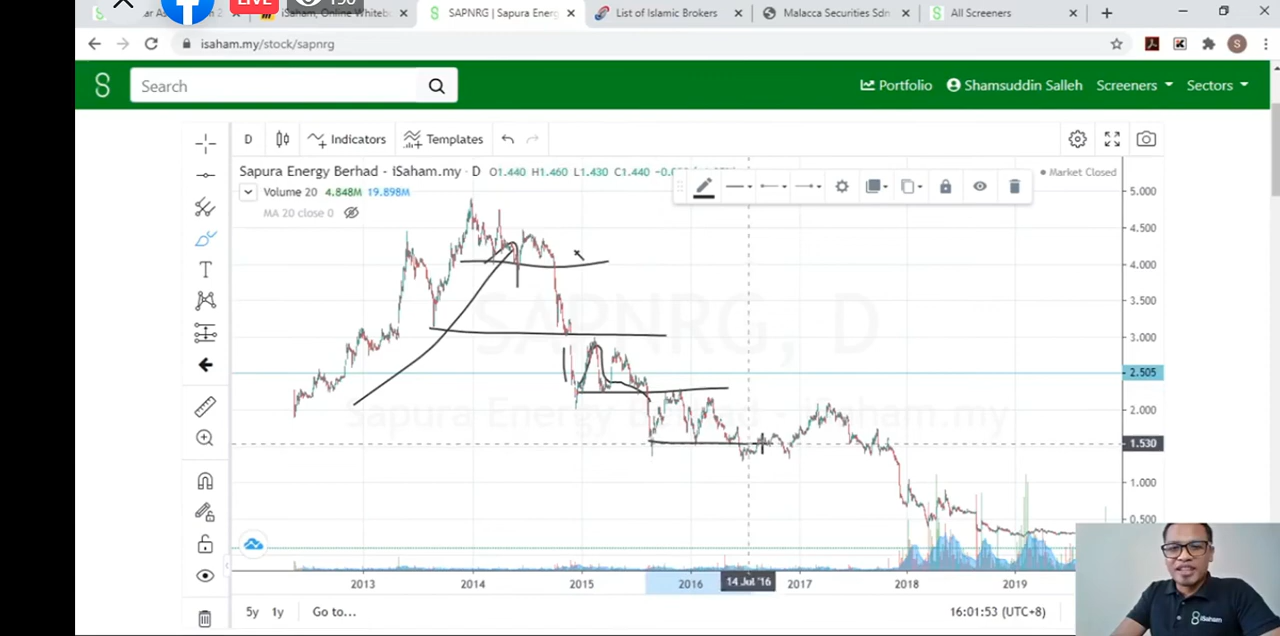 LIVE 196
iSaham, Online Whiteb
SAPNRG | Sapura Energ
List of Islamic Brokers
Malacca Securities Sdn
All Screeners
isaham.my/stock/sapnrg
S
Search
Portfolio Shamsuddin Salleh Screeners Sectors
D Indicators Templates
Sapura Energy Berhad - iSaham.my · D O1.440 H1.460 L1.430 C1.440
Market Closed
Volume 20 4.848M 19.898M
MA 20 close 0
5.000
4.500
4.000
3.500
3.000
2.505
2.000
1.530
1.000
0.500
SAPNRG, D
Sapura Energy Berhad - iSaham.my
2013 2014 2015 2016 14 Jul '16 2017 2018 2019
5y 1y Go to... 16:01:53 (UTC+8)
iSaham